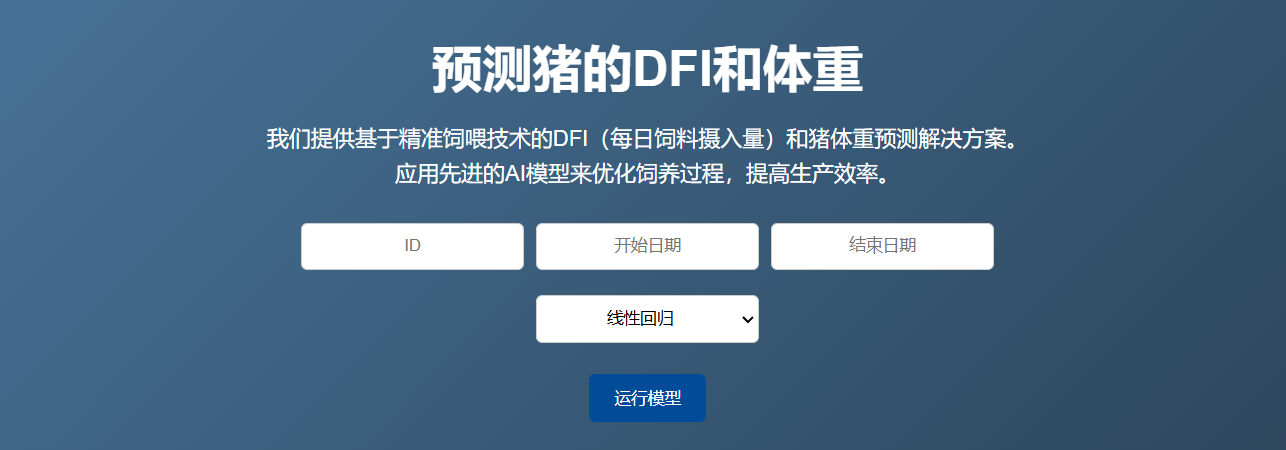 预测猪的DFI和体重
我们提供基于精准饲喂技术的DFI（每日饲料摄入量）和猪体重预测解决方案。
应用先进的AI模型来优化饲养过程，提高生产效率。
ID
开始日期
结束日期
线性回归
运行模型